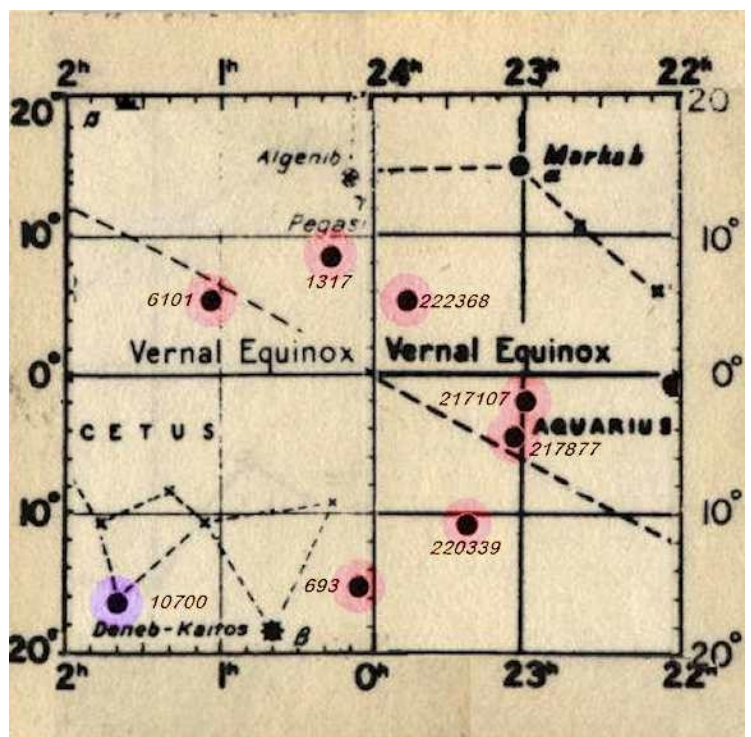 2ʰ 1ʰ 24ʰ 23ʰ 22ʰ
20° 20
β
Algenib Markab
α
γ
Pegasi
10° 10°
1317
6101 222368
Vernal Equinox Vernal Equinox
0° 0°
217107
CETUS AQUARIUS
217877
10° 10°
220339
693
10700
Deneb-Kaitos β
20° 20°
2ʰ 1ʰ 0ʰ 23ʰ 22ʰ